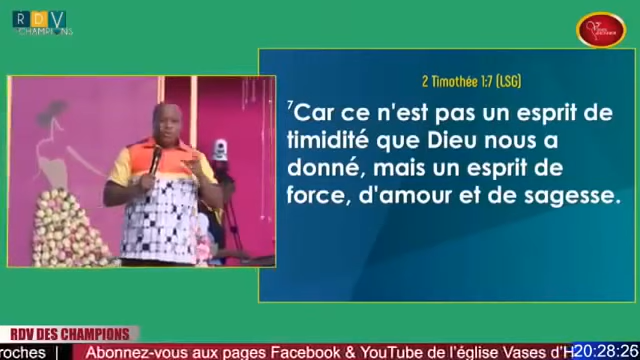 RDV
CHAMPIONS
2 Timothée 1:7 (LSG)
7Car ce n'est pas un esprit de
timidité que Dieu nous a
donné, mais un esprit de
force, d'amour et de sagesse.
RDV DES CHAMPIONS
roches | Abonnez-vous aux pages Facebook & YouTube de l'église Vases d'H
20:28:26